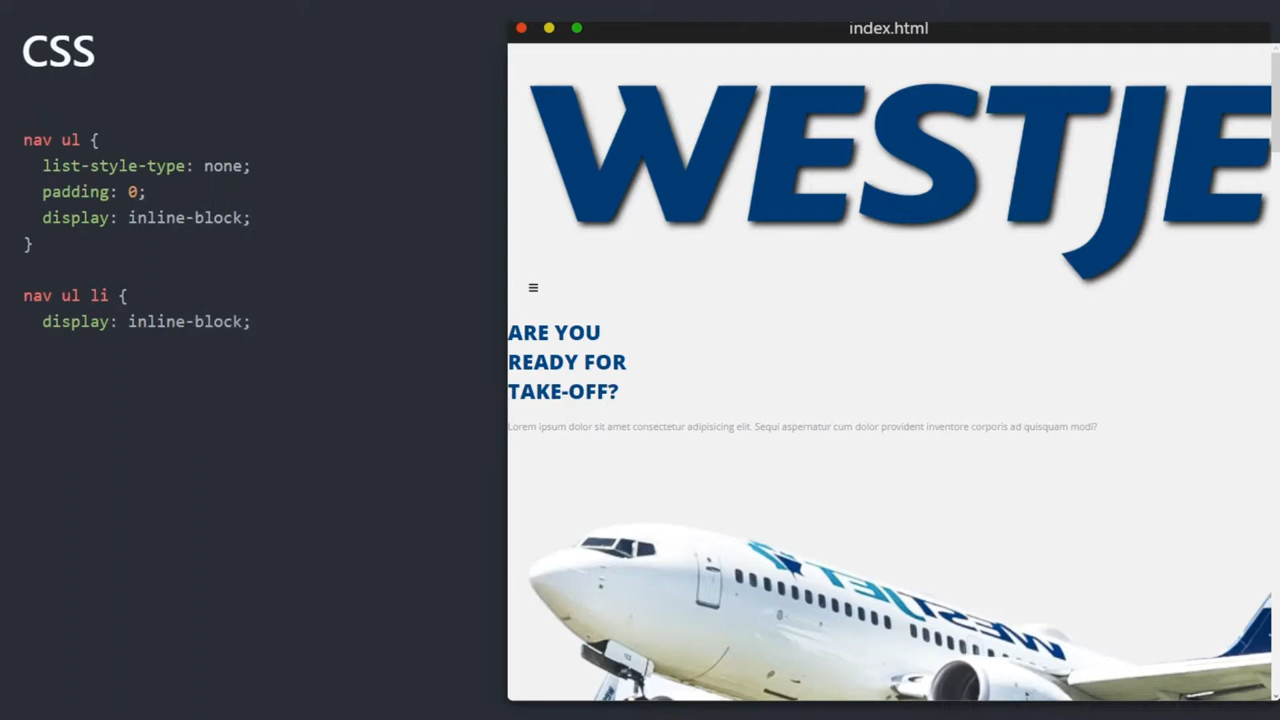 CSS
nav ul {
  list-style-type: none;
  padding: 0;
  display: inline-block;
}
nav ul li {
  display: inline-block;
index.html
WESTJE
≡
ARE YOU
READY FOR
TAKE-OFF?
Lorem ipsum dolor sit amet consectetur adipisicing elit. Sequi aspernatur cum dolor provident inventore corporis ad quisquam modi?
WESTJET
WESTJET